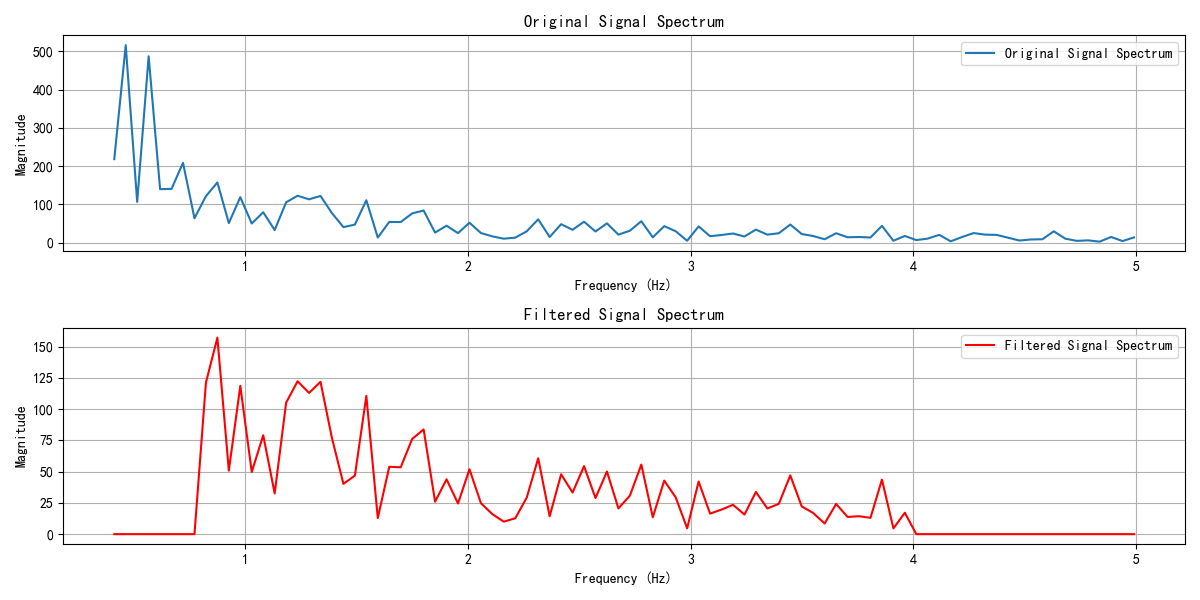 Original Signal Spectrum
Original Signal Spectrum
500
400
300
200
100
0
Magnitude
1 2 3 4 5
Frequency (Hz)
Filtered Signal Spectrum
Filtered Signal Spectrum
150
125
100
75
50
25
0
Magnitude
1 2 3 4 5
Frequency (Hz)